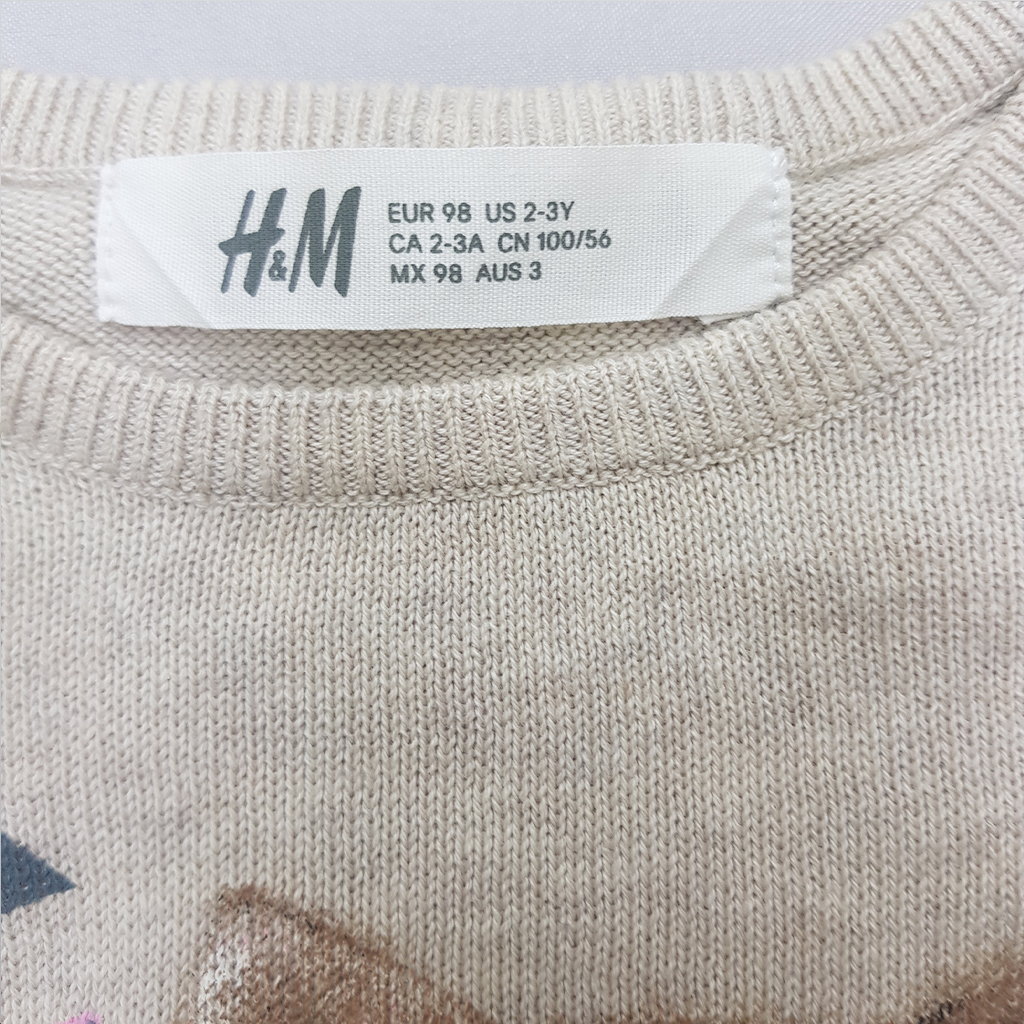 H&M
EUR 98 US 2-3Y
CA 2-3A CN 100/56
MX 98 AUS 3